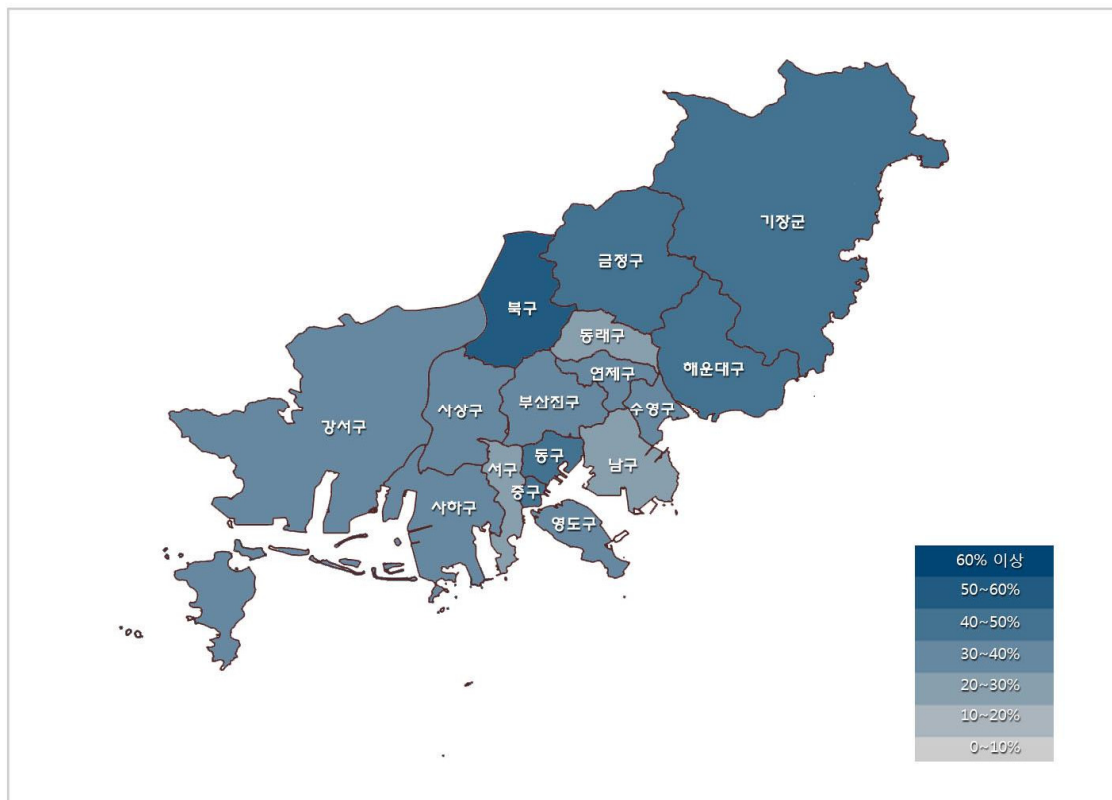 기장군
금정구
북구
동래구
해운대구
연제구
부산진구
수영구
사상구
강서구
동구
서구
남구
중구
사하구
영도구
60% 이상
50~60%
40~50%
30~40%
20~30%
10~20%
0~10%